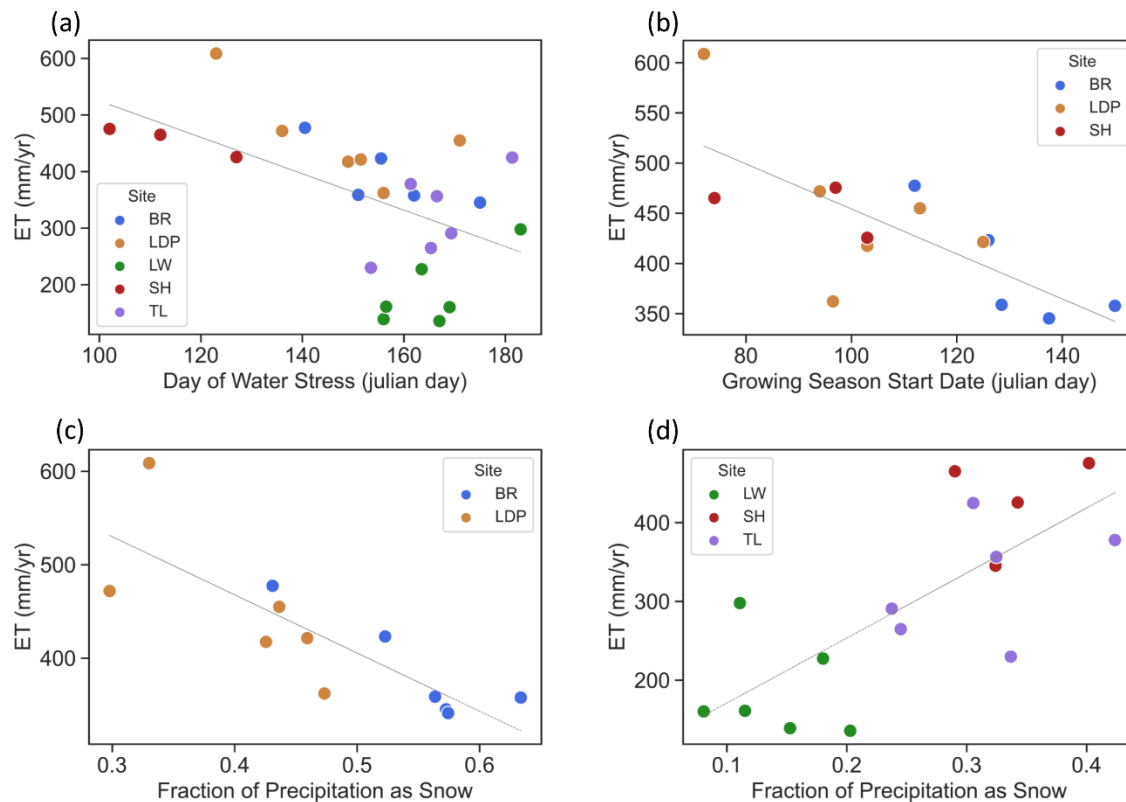 (a)
600
500
400
300
200
ET (mm/yr)
Site
BR
LDP
LW
SH
TL
100
120
140
160
180
Day of Water Stress (julian day)
(b)
600
550
500
450
400
350
ET (mm/yr)
Site
BR
LDP
SH
80
100
120
140
Growing Season Start Date (julian day)
(c)
600
500
400
ET (mm/yr)
Site
BR
LDP
0.3
0.4
0.5
0.6
Fraction of Precipitation as Snow
(d)
400
300
200
ET (mm/yr)
Site
LW
SH
TL
0.1
0.2
0.3
0.4
Fraction of Precipitation as Snow